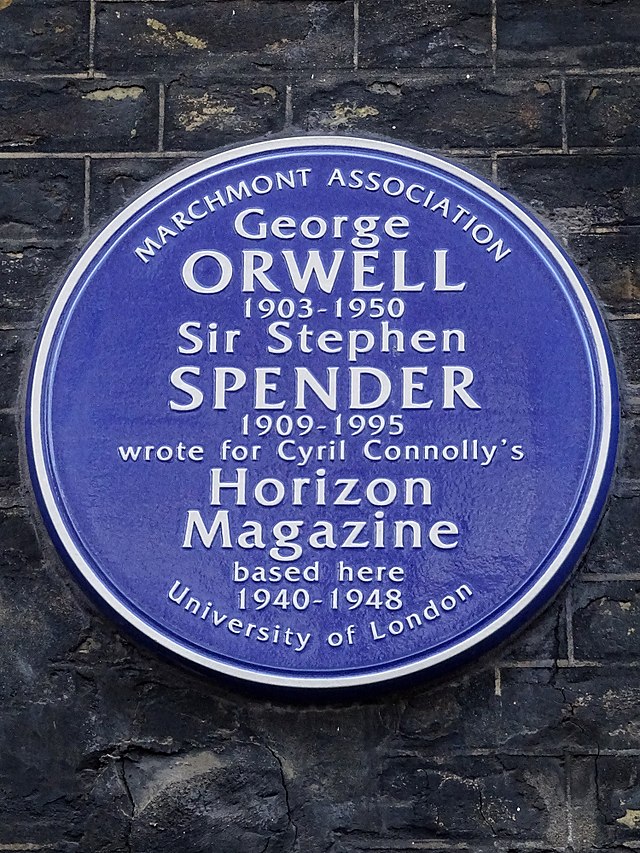 MARCHMONT ASSOCIATION
George
ORWELL
1903-1950
Sir Stephen
SPENDER
1909-1995
wrote for Cyril Connolly's
Horizon
Magazine
based here
1940-1948
University of London